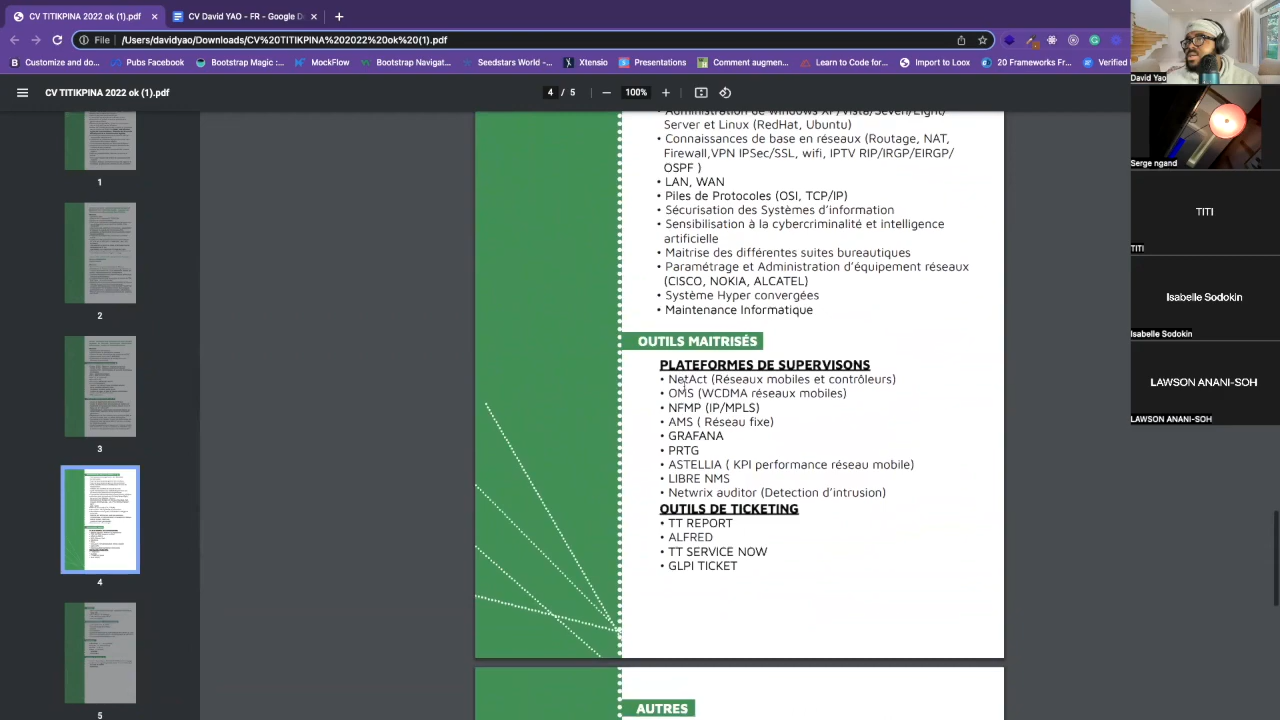 CV TITIKPINA 2022 ok (1).pdf
CV David YAO - FR - Google D
File
/Users/davidyao/Downloads/CV%20TITIKPINA%202022%20ok%20(1).pdf
Customize and do...
Pubs Facebook
Bootstrap Magic :...
MockFlow
Bootstrap Navigat...
Seedstars World -...
Xtensio
Presentations
Comment augmen...
Learn to Code for...
Import to Loox
20 Frameworks Fr...
Verified
CV TITIKPINA 2022 ok (1).pdf
4 / 5
100%
1
2
3
4
5
• Administration de windows XP/Vista/Seven/Eight/
Server et Linux (RedHat, Ubuntu)
• Connaissances de base en réseaux (Routage, NAT,
Firewall,VPN IPSec/SSL, wifi, IPTV RIP/IRGP/EIRGP/
OSPF )
• LAN, WAN
• Piles de Protocoles (OSI, TCP/IP)
• Sécurisation des Systèmes d'information
• Sensibilisation à la cybercriminalité et intelligence
artificielle
• Maitrise des différentes suites bureautiques
• Paramétrage et Administration d'équipement réseaux
(CISCO, NOKIA, ALCATEL)
• Système Hyper convergées
• Maintenance Informatique
OUTILS MAITRISÉS
PLATEFORMES DE SUPERVISONS
• NetAct (Réseaux mobiles et contrôleurs)
• OMS (WCDMA réseaux mobiles)
• NFMP (IP/MPLS)
• AMS ( Réseau fixe)
• GRAFANA
• PRTG
• ASTELLIA ( KPI performance réseau mobile)
• LIBRE NMS
• Netwrix auditor (Detection d'intrusion)
OUTILS DE TICKETING
• TT REPORT
• ALFRED
• TT SERVICE NOW
• GLPI TICKET
AUTRES
David Yao
Serge ngand
TITI
TITI
Isabelle Sodokin
Isabelle Sodokin
LAWSON ANANI-SOH
LAWSON ANANI-SOH